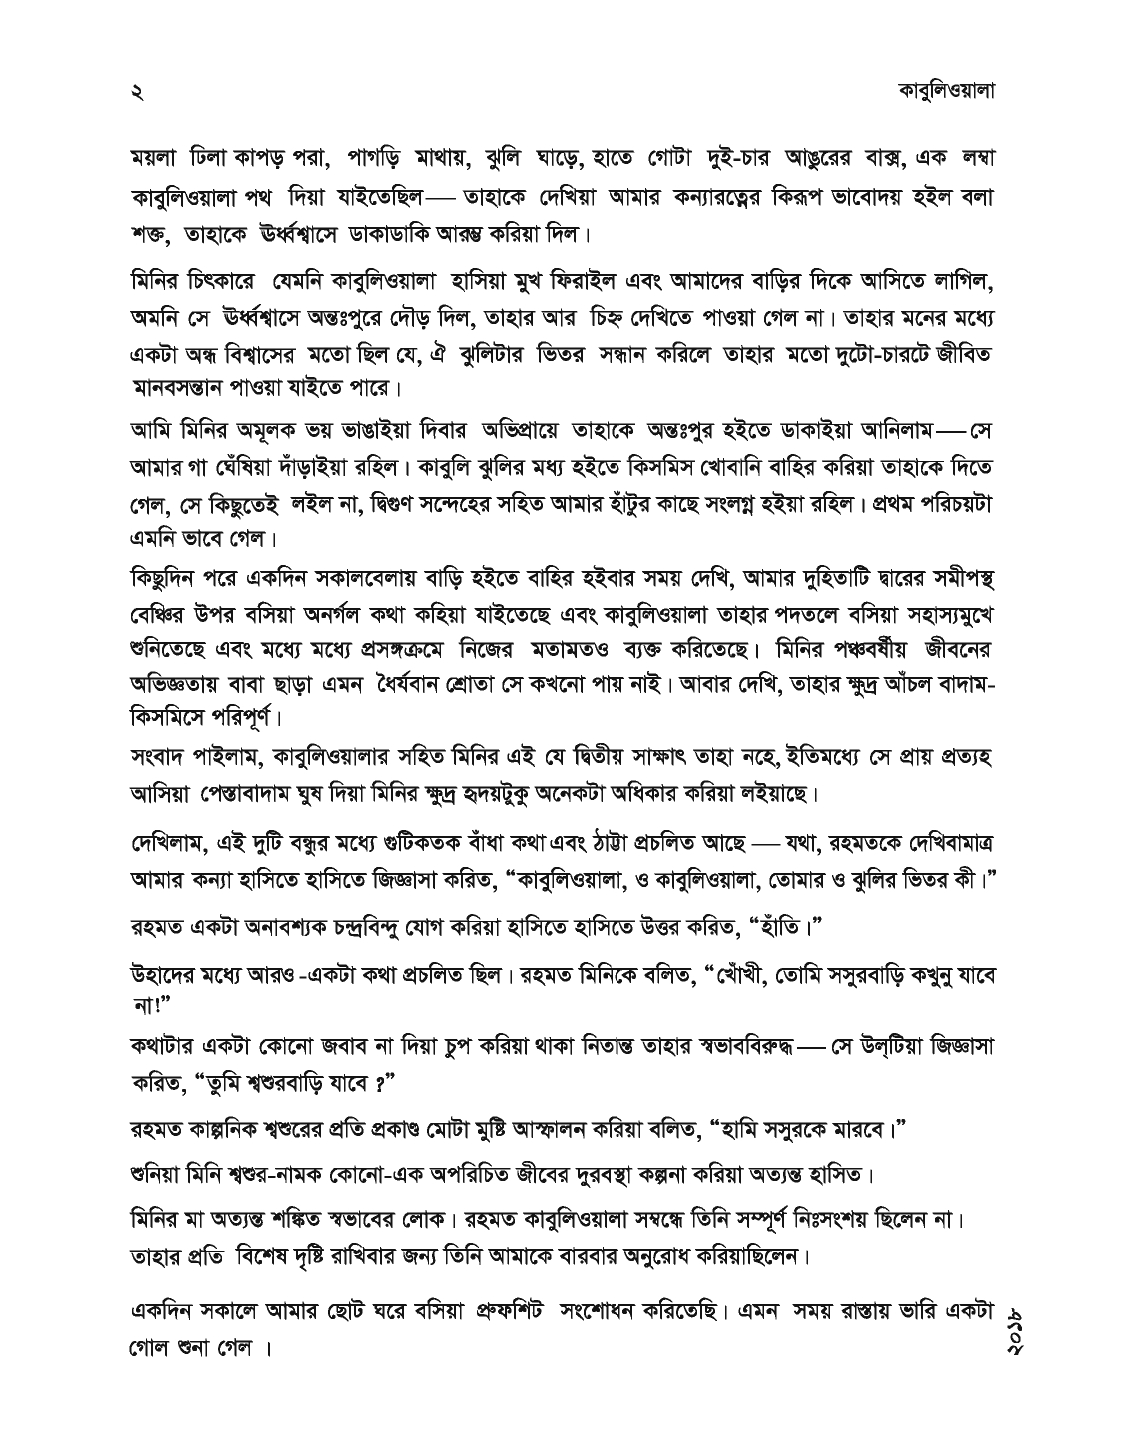 ২ কাবুলিওয়ালা
ময়লা ঢিলা কাপড় পরা, পাগড়ি মাথায়, ঝুলি ঘাড়ে, হাতে গোটা দুই-চার আঙুরের বাক্স, এক লম্বা
কাবুলিওয়ালা পথ দিয়া যাইতেছিল— তাহাকে দেখিয়া আমার কন্যারত্নের কিরূপ ভাবোদয় হইল বলা
শক্ত, তাহাকে ঊর্ধ্বশ্বাসে ডাকাডাকি আরম্ভ করিয়া দিল।
মিনির চিৎকারে যেমনি কাবুলিওয়ালা হাসিয়া মুখ ফিরাইল এবং আমাদের বাড়ির দিকে আসিতে লাগিল,
অমনি সে ঊর্ধ্বশ্বাসে অন্তঃপুরে দৌড় দিল, তাহার আর চিহ্ন দেখিতে পাওয়া গেল না। তাহার মনের মধ্যে
একটা অন্ধ বিশ্বাসের মতো ছিল যে, ঐ ঝুলিটার ভিতর সন্ধান করিলে তাহার মতো দুটো-চারটে জীবিত
মানবসন্তান পাওয়া যাইতে পারে।
আমি মিনির অমূলক ভয় ভাঙাইয়া দিবার অভিপ্রায়ে তাহাকে অন্তঃপুর হইতে ডাকাইয়া আনিলাম—সে
আমার গা ঘেঁষিয়া দাঁড়াইয়া রহিল। কাবুলি ঝুলির মধ্য হইতে কিসমিস খোবানি বাহির করিয়া তাহাকে দিতে
গেল, সে কিছুতেই লইল না, দ্বিগুণ সন্দেহের সহিত আমার হাঁটুর কাছে সংলগ্ন হইয়া রহিল। প্রথম পরিচয়টা
এমনি ভাবে গেল।
কিছুদিন পরে একদিন সকালবেলায় বাড়ি হইতে বাহির হইবার সময় দেখি, আমার দুহিতাটি দ্বারের সমীপস্থ
বেঞ্চির উপর বসিয়া অনর্গল কথা কহিয়া যাইতেছে এবং কাবুলিওয়ালা তাহার পদতলে বসিয়া সহাস্যমুখে
শুনিতেছে এবং মধ্যে মধ্যে প্রসঙ্গক্রমে নিজের মতামতও ব্যক্ত করিতেছে। মিনির পঞ্চবর্ষীয় জীবনের
অভিজ্ঞতায় বাবা ছাড়া এমন ধৈর্যবান শ্রোতা সে কখনো পায় নাই। আবার দেখি, তাহার ক্ষুদ্র আঁচল বাদাম-
কিসমিসে পরিপূর্ণ।
সংবাদ পাইলাম, কাবুলিওয়ালার সহিত মিনির এই যে দ্বিতীয় সাক্ষাৎ তাহা নহে, ইতিমধ্যে সে প্রায় প্রত্যহ
আসিয়া পেস্তাবাদাম ঘুষ দিয়া মিনির ক্ষুদ্র হৃদয়টুকু অনেকটা অধিকার করিয়া লইয়াছে।
দেখিলাম, এই দুটি বন্ধুর মধ্যে গুটিকতক বাঁধা কথা এবং ঠাট্টা প্রচলিত আছে — যথা, রহমতকে দেখিবামাত্র
আমার কন্যা হাসিতে হাসিতে জিজ্ঞাসা করিত, “কাবুলিওয়ালা, ও কাবুলিওয়ালা, তোমার ও ঝুলির ভিতর কী।”
রহমত একটা অনাবশ্যক চন্দ্রবিন্দু যোগ করিয়া হাসিতে হাসিতে উত্তর করিত, “হাঁতি।”
উহাদের মধ্যে আরও -একটা কথা প্রচলিত ছিল। রহমত মিনিকে বলিত, “খোঁখী, তোমি সসুরবাড়ি কখুনু যাবে
না!”
কথাটার একটা কোনো জবাব না দিয়া চুপ করিয়া থাকা নিতান্ত তাহার স্বভাববিরুদ্ধ — সে উল্‌টিয়া জিজ্ঞাসা
করিত, “তুমি শ্বশুরবাড়ি যাবে ?”
রহমত কাল্পনিক শ্বশুরের প্রতি প্রকাণ্ড মোটা মুষ্টি আস্ফালন করিয়া বলিত, “হামি সসুরকে মারবে।”
শুনিয়া মিনি শ্বশুর-নামক কোনো-এক অপরিচিত জীবের দুরবস্থা কল্পনা করিয়া অত্যন্ত হাসিত।
মিনির মা অত্যন্ত শঙ্কিত স্বভাবের লোক। রহমত কাবুলিওয়ালা সম্বন্ধে তিনি সম্পূর্ণ নিঃসংশয় ছিলেন না।
তাহার প্রতি বিশেষ দৃষ্টি রাখিবার জন্য তিনি আমাকে বারবার অনুরোধ করিয়াছিলেন।
একদিন সকালে আমার ছোট ঘরে বসিয়া প্রুফশিট সংশোধন করিতেছি। এমন সময় রাস্তায় ভারি একটা
গোল শুনা গেল ।
২০১৮